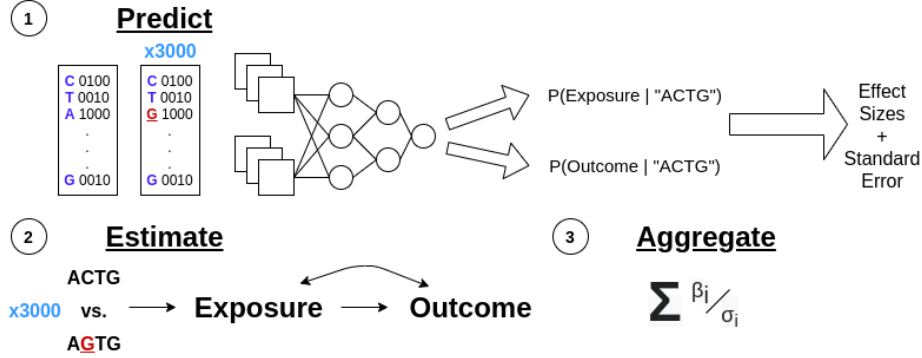 1 Predict
x3000
C 0100
T 0010
A 1000
.
.
.
G 0010
C 0100
T 0010
G 1000
.
.
.
G 0010
P(Exposure | "ACTG")
P(Outcome | "ACTG")
Effect
Sizes
+
Standard
Error
2 Estimate
ACTG
x3000 vs.
AGTG
Exposure
Outcome
3 Aggregate
Σ βi/σi